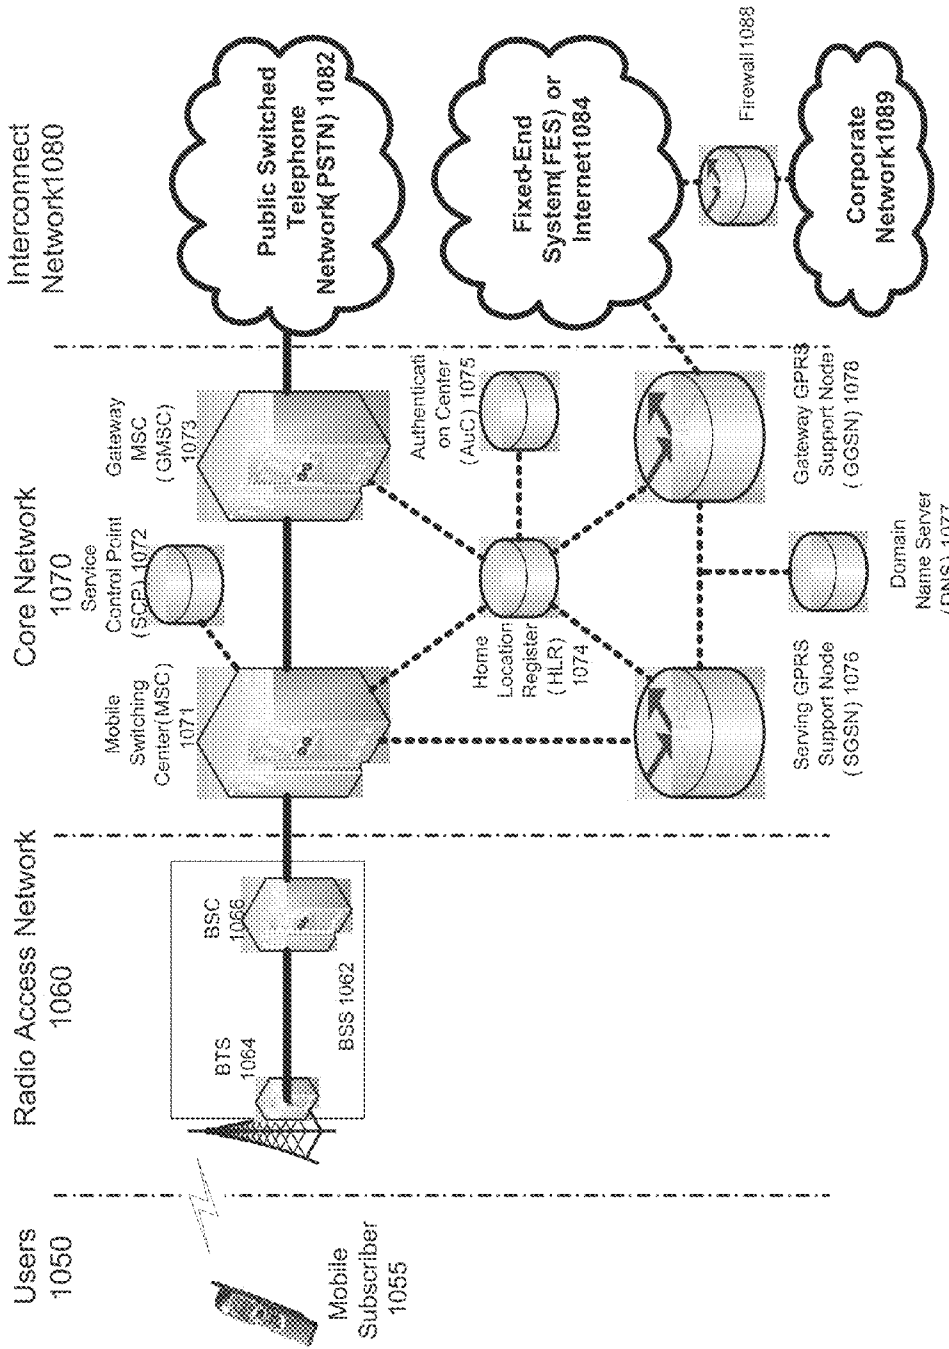 Users
1050
Radio Access Network
1060
Core Network
1070
Interconnect
Network1080
Mobile
Subscriber
1055
BTS
1064
BSC
1066
BSS 1062
Mobile
Switching
Center(MSC)
1071
Service
Control Point
(SCP) 1072
Gateway
MSC
(GMSC)
1073
Home
Location
Register
(HLR)
1074
Authenticati
on Center
(AuC) 1075
Serving GPRS
Support Node
(SGSN) 1076
Domain
Name Server
(DNS) 1077
Gateway GPRS
Support Node
(GGSN) 1078
Public Switched
Telephone
Network(PSTN) 1082
Fixed-End
System(FES) or
Internet1084
Firewall1088
Corporate
Network1089